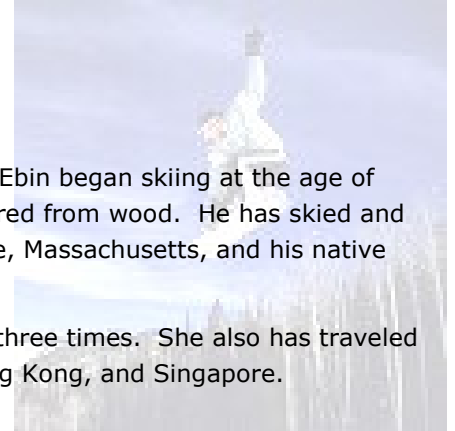 Ebin began skiing at the age of
red from wood.  He has skied and
e, Massachusetts, and his native
three times.  She also has traveled
g Kong, and Singapore.